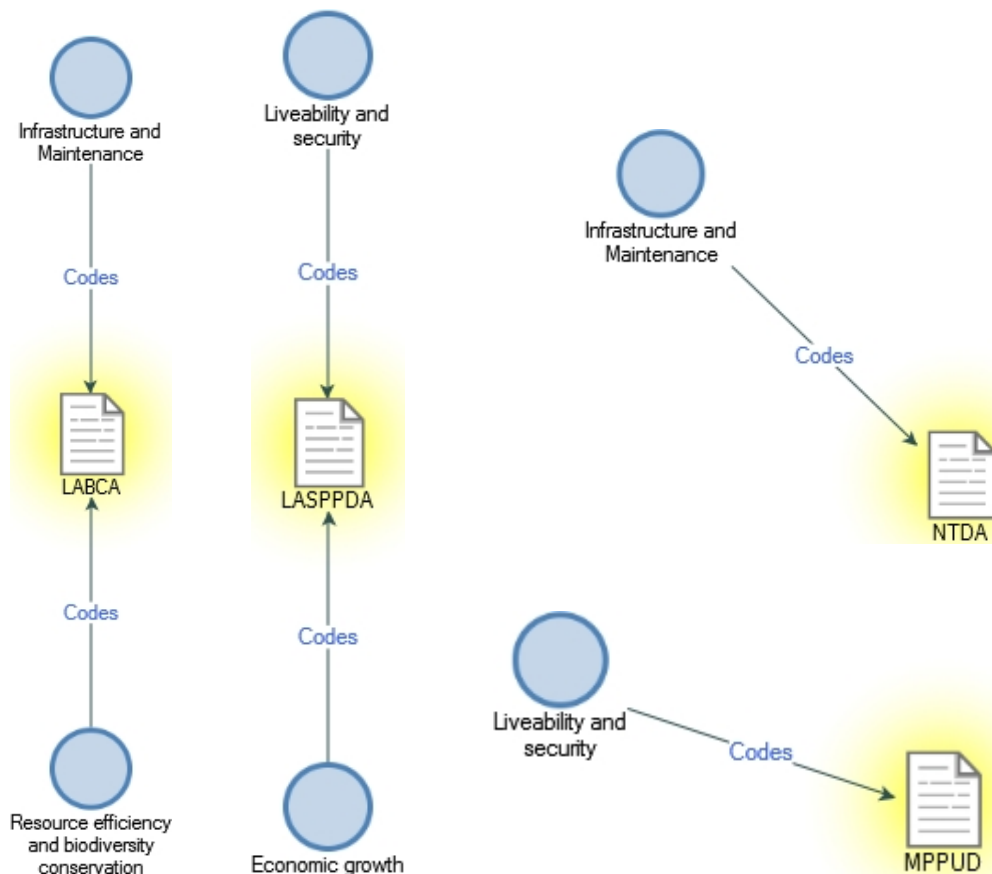 Infrastructure and
Maintenance
Codes
LABCA
Codes
Resource efficiency
and biodiversity
conservation
Liveability and
security
Codes
LASPPDA
Codes
Economic growth
Infrastructure and
Maintenance
Codes
NTDA
Liveability and
security
Codes
MPPUD